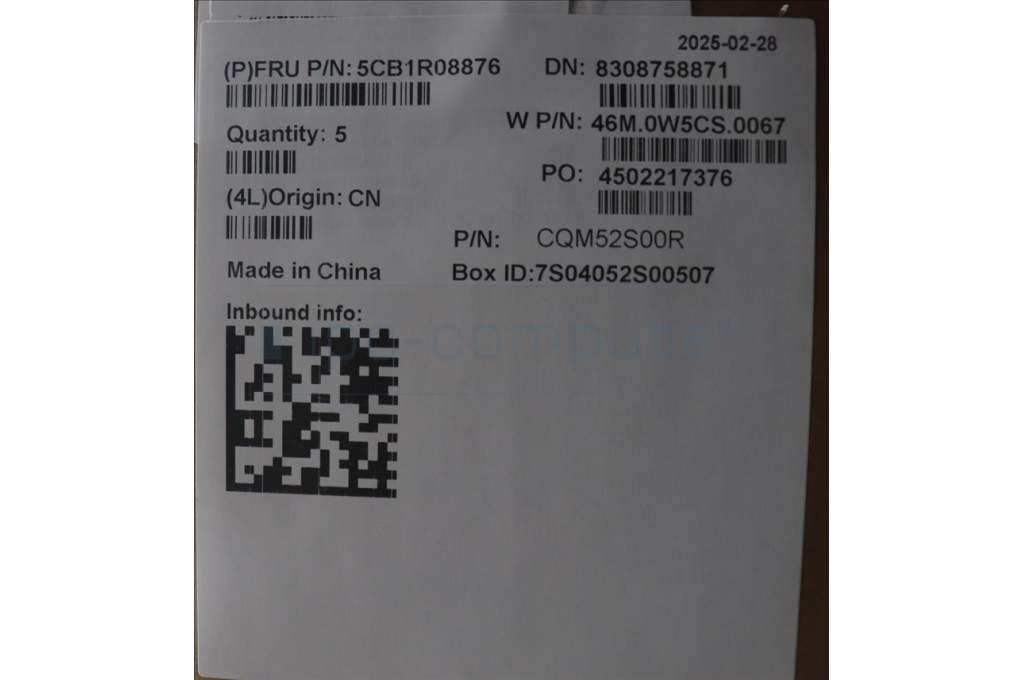 2025-02-28
(P)FRU P/N: 5CB1R08876 DN: 8308758871
W P/N: 46M.0W5CS.0067
Quantity: 5
PO: 4502217376
(4L)Origin: CN
P/N: CQM52S00R
Made in China Box ID:7S04052S00507
Inbound info: